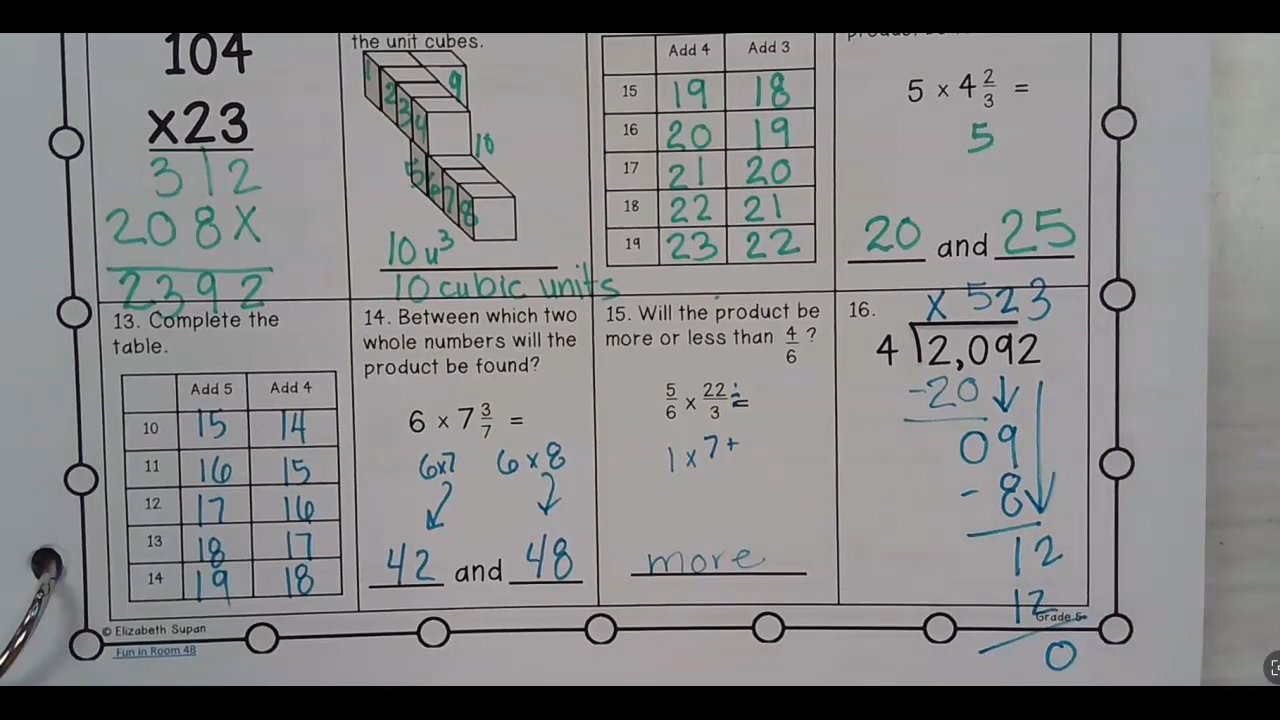 104
x23
312
208X
2392
the unit cubes.
1
2
3
4
9
10
5
6
7
8
10 u³
10 cubic units
Add 4 Add 3
15 19 18
16 20 19
17 21 20
18 22 21
19 23 22
5 x 4 2/3 =
5
20 and 25
13. Complete the
table.
Add 5 Add 4
10 15 14
11 16 15
12 17 16
13 18 17
14 19 18
14. Between which two
whole numbers will the
product be found?
6 x 7 3/7 =
6x7 6x8
42 and 48
15. Will the product be
more or less than 4/6 ?
5/6 x 22/3 =
1 x 7+
more
16.
x 523
4 2,092
-20
09
- 8
12
12
0
© Elizabeth Supan
Fun in Room 4B
Grade 5